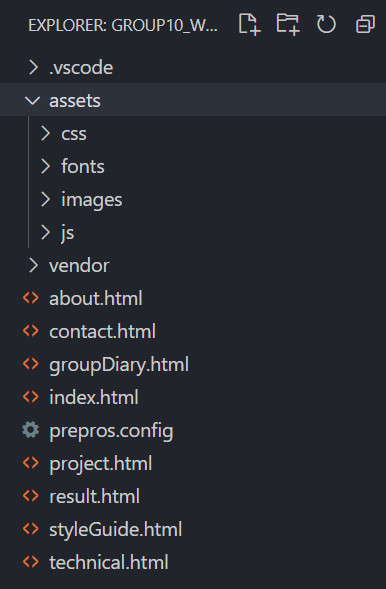 EXPLORER: GROUP10_W...
.vscode
assets
css
fonts
images
js
vendor
about.html
contact.html
groupDiary.html
index.html
prepros.config
project.html
result.html
styleGuide.html
technical.html